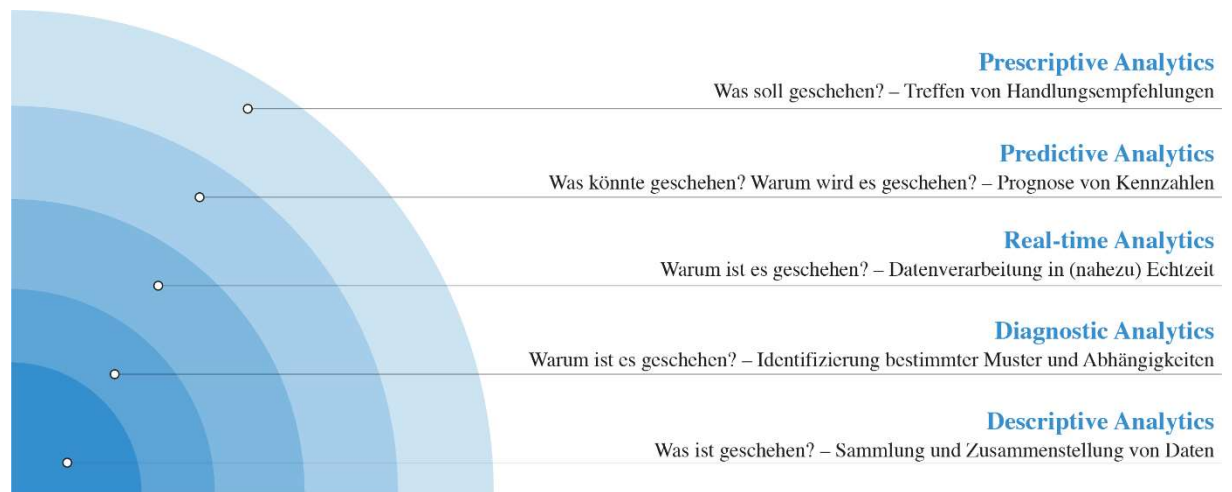 Prescriptive Analytics
Was soll geschehen? – Treffen von Handlungsempfehlungen
Predictive Analytics
Was könnte geschehen? Warum wird es geschehen? – Prognose von Kennzahlen
Real-time Analytics
Warum ist es geschehen? – Datenverarbeitung in (nahezu) Echtzeit
Diagnostic Analytics
Warum ist es geschehen? – Identifizierung bestimmter Muster und Abhängigkeiten
Descriptive Analytics
Was ist geschehen? – Sammlung und Zusammenstellung von Daten